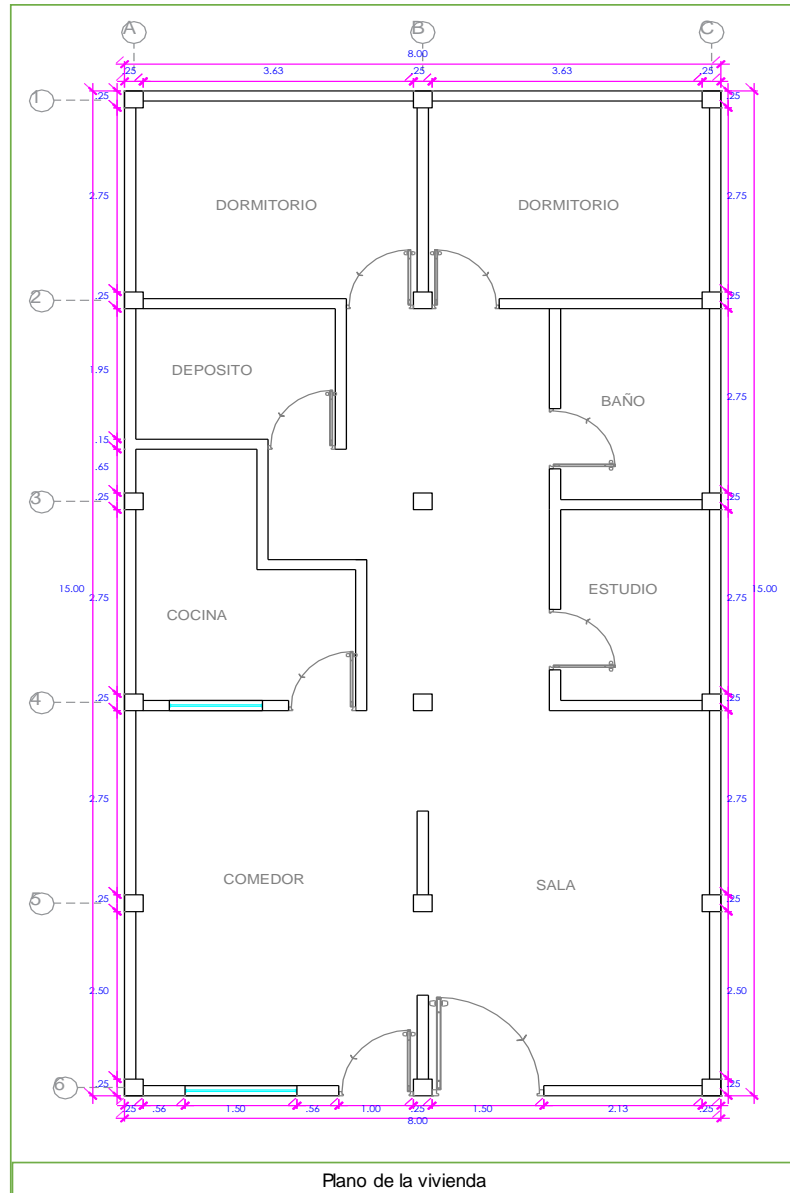 A B C
8.00
.25 3.63 .25 3.63 .25
1 .25 .25
2.75 DORMITORIO DORMITORIO 2.75
2 .25 .25
1.95 DEPOSITO
BAÑO 2.75
.15
.65
3 .25 .25
15.00 2.75 ESTUDIO 2.75 15.00
COCINA
4 .25 .25
2.75 2.75
COMEDOR SALA
5 .25 .25
2.50 2.50
6 .25 .25
.25 .56 1.50 .56 1.00 .25 1.50 2.13 .25
8.00
Plano de la vivienda